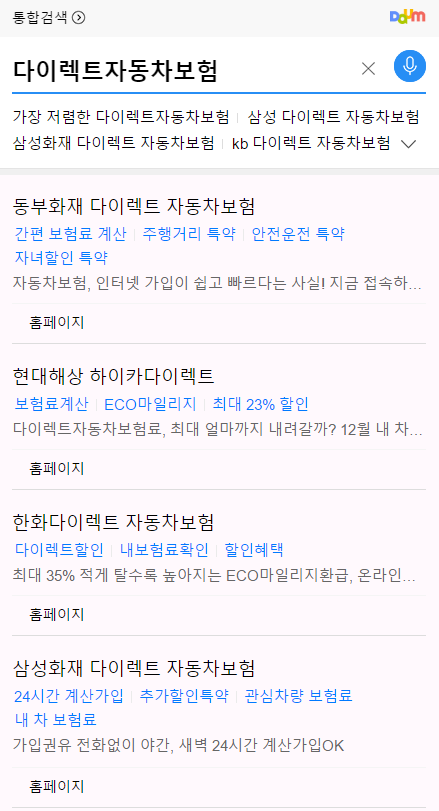 통합검색
Daum
다이렉트자동차보험
가장 저렴한 다이렉트자동차보험 삼성 다이렉트 자동차보험
삼성화재 다이렉트 자동차보험 kb 다이렉트 자동차보험
동부화재 다이렉트 자동차보험
간편 보험료 계산 주행거리 특약 안전운전 특약
자녀할인 특약
자동차보험, 인터넷 가입이 쉽고 빠르다는 사실! 지금 접속하...
홈페이지
현대해상 하이카다이렉트
보험료계산 ECO마일리지 최대 23% 할인
다이렉트자동차보험료, 최대 얼마까지 내려갈까? 12월 내 차...
홈페이지
한화다이렉트 자동차보험
다이렉트할인 내보험료확인 할인혜택
최대 35% 적게 탈수록 높아지는 ECO마일리지환급, 온라인...
홈페이지
삼성화재 다이렉트 자동차보험
24시간 계산가입 추가할인특약 관심차량 보험료
내 차 보험료
가입권유 전화없이 야간, 새벽 24시간 계산가입OK
홈페이지